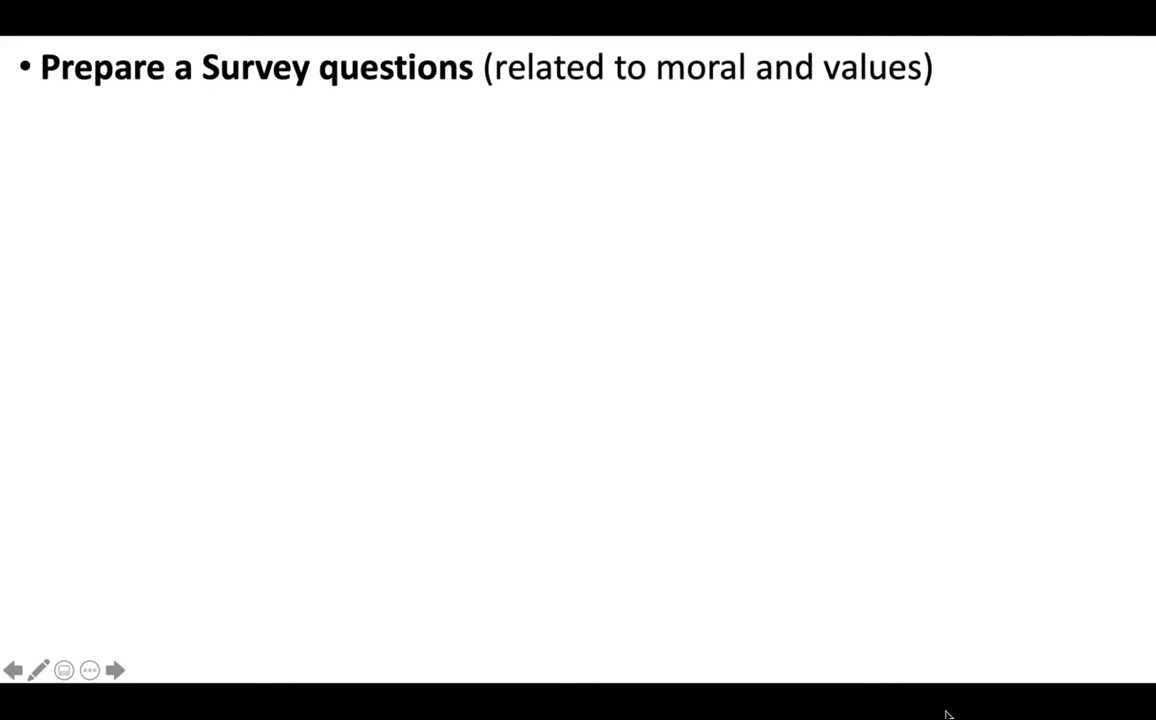 • Prepare a Survey questions (related to moral and values)